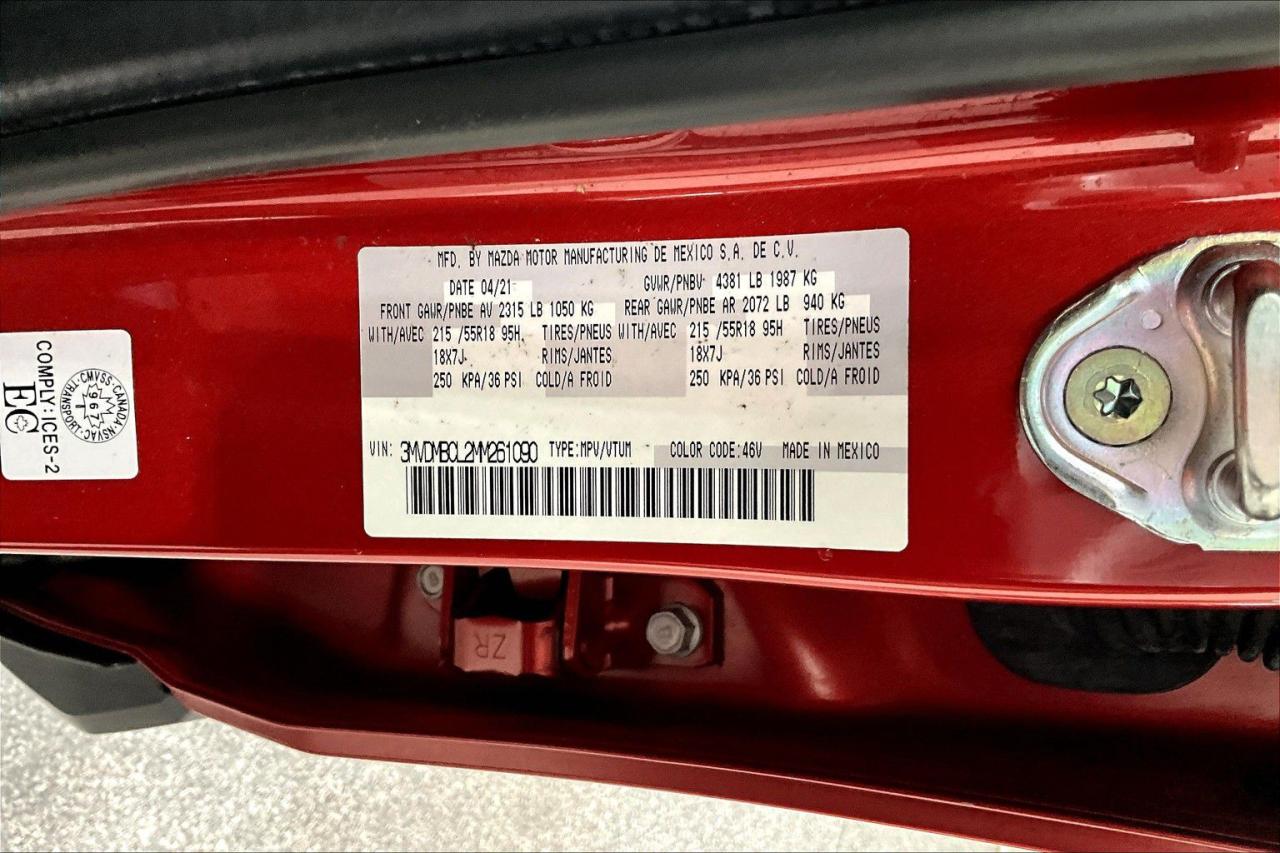 MFD. BY MAZDA MOTOR MANUFACTURING DE MEXICO S.A. DE C.V.
DATE 04/21 GVWR/PNBV 4381 LB 1987 KG
FRONT GAWR/PNBE AV 2315 LB 1050 KG REAR GAWR/PNBE AR 2072 LB 940 KG
WITH/AVEC 215 /55R18 95H TIRES/PNEUS WITH/AVEC 215 /55R18 95H TIRES/PNEUS
18X7J RIMS/JANTES 18X7J RIMS/JANTES
250 KPA/36 PSI COLD/A FROID 250 KPA/36 PSI COLD/A FROID
VIN: 3MVDMBCL2MM261090 TYPE:MPV/VTUM COLOR CODE:46V MADE IN MEXICO
TRANSPORT·CMVSS·CANADA·NSVAC
967
COMPLY: ICES-2
EC
ZR